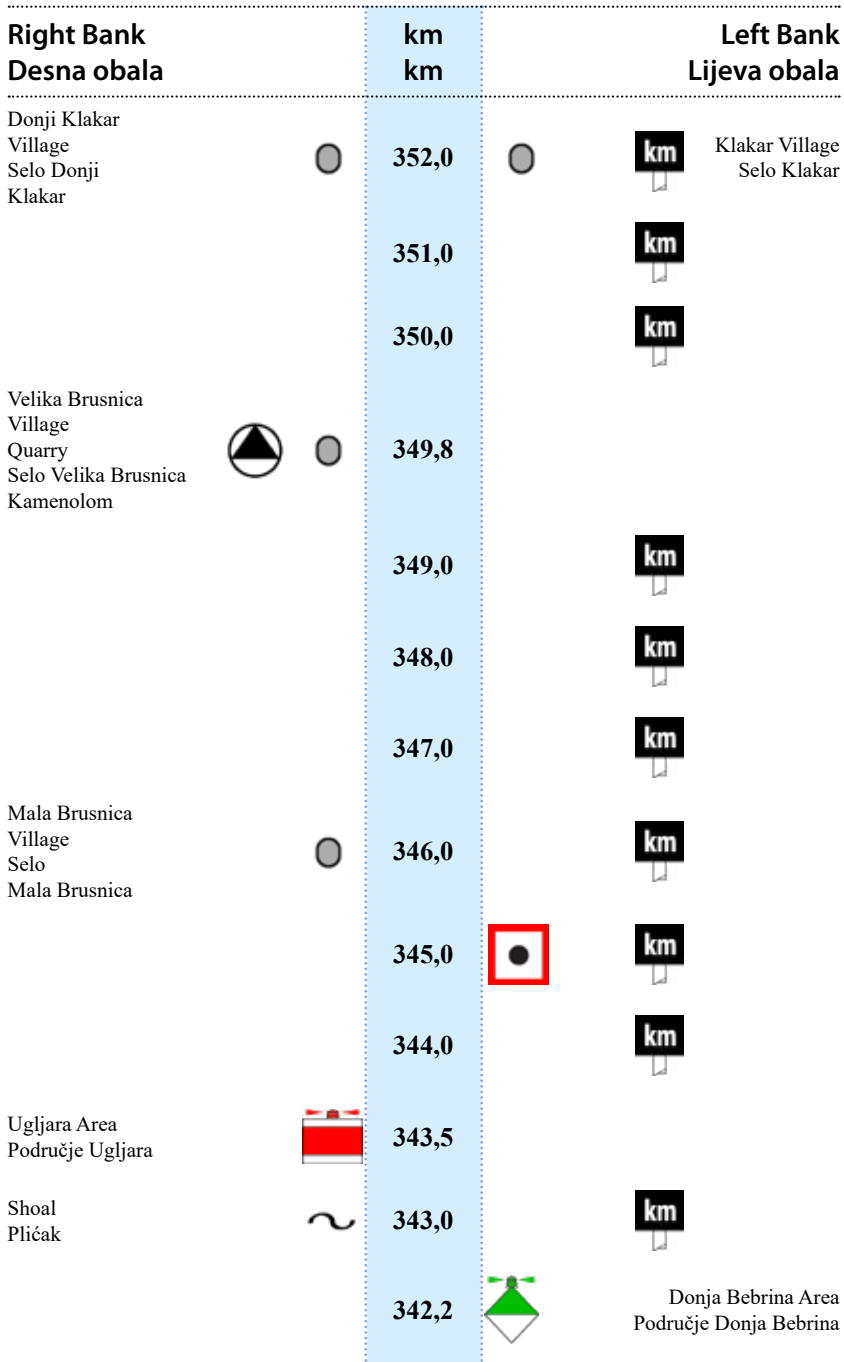 Right Bank km Left Bank
Desna obala km Lijeva obala
Donji Klakar
Village
Selo Donji
Klakar
352,0
km
Klakar Village
Selo Klakar
351,0
km
350,0
km
Velika Brusnica
Village
Quarry
Selo Velika Brusnica
Kamenolom
349,8
349,0
km
348,0
km
347,0
km
Mala Brusnica
Village
Selo
Mala Brusnica
346,0
km
345,0
km
344,0
km
Ugljara Area
Područje Ugljara
343,5
Shoal
Plićak
343,0
km
342,2
Donja Bebrina Area
Područje Donja Bebrina